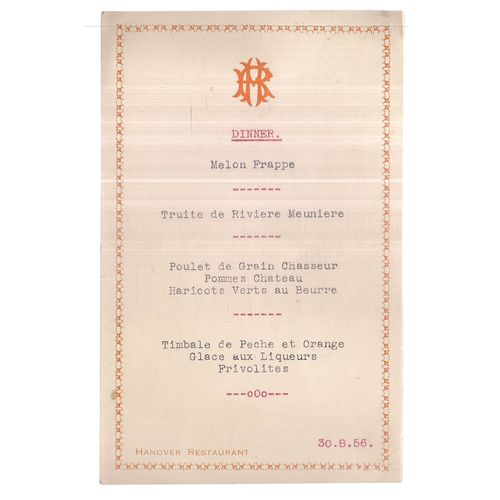 HR
DINNER.
Melon Frappe
-------
Truite de Riviere Meuniere
-------
Poulet de Grain Chasseur
Pommes Chateau
Haricots Verts au Beurre
-------
Timbale de Peche et Orange
Glace aux Liqueurs
Frivolites
---oOo---
30.8.56.
HANOVER RESTAURANT